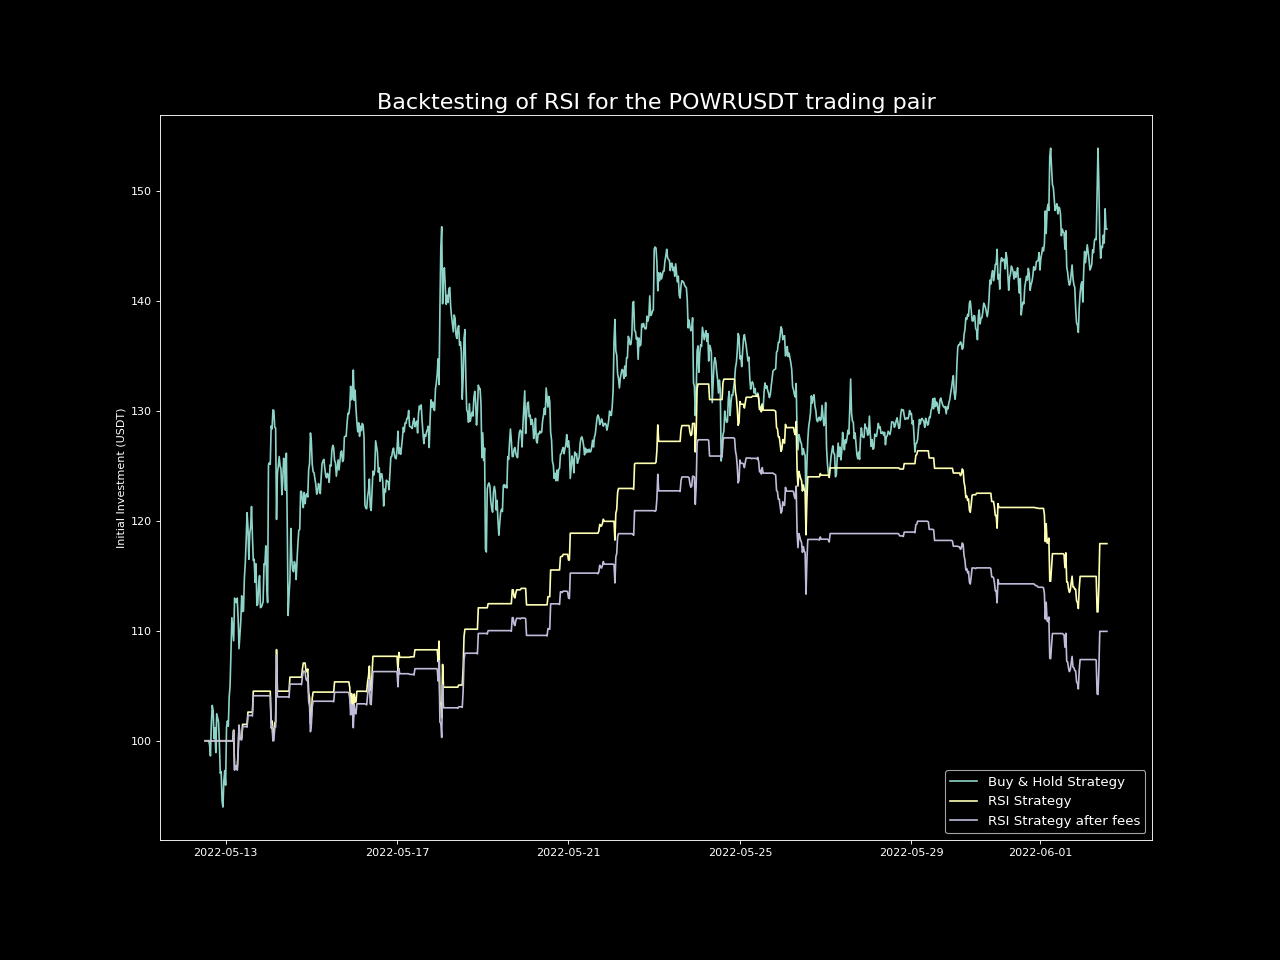 Backtesting of RSI for the POWRUSDT trading pair
Initial Investment (USDT)
150
140
130
120
110
100
2022-05-13
2022-05-17
2022-05-21
2022-05-25
2022-05-29
2022-06-01
Buy & Hold Strategy
RSI Strategy
RSI Strategy after fees